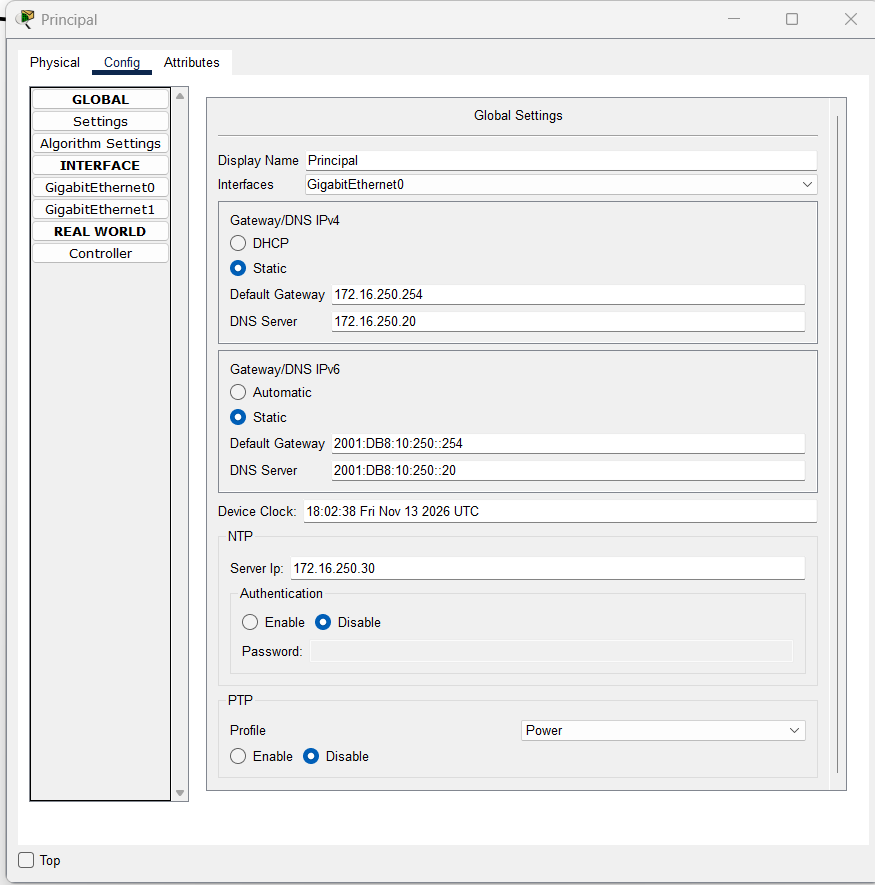 Principal
Physical Config Attributes
GLOBAL
Settings
Algorithm Settings
INTERFACE
GigabitEthernet0
GigabitEthernet1
REAL WORLD
Controller
Global Settings
Display Name Principal
Interfaces GigabitEthernet0
Gateway/DNS IPv4
DHCP
Static
Default Gateway 172.16.250.254
DNS Server 172.16.250.20
Gateway/DNS IPv6
Automatic
Static
Default Gateway 2001:DB8:10:250::254
DNS Server 2001:DB8:10:250::20
Device Clock: 18:02:38 Fri Nov 13 2026 UTC
NTP
Server Ip: 172.16.250.30
Authentication
Enable Disable
Password:
PTP
Profile Power
Enable Disable
Top